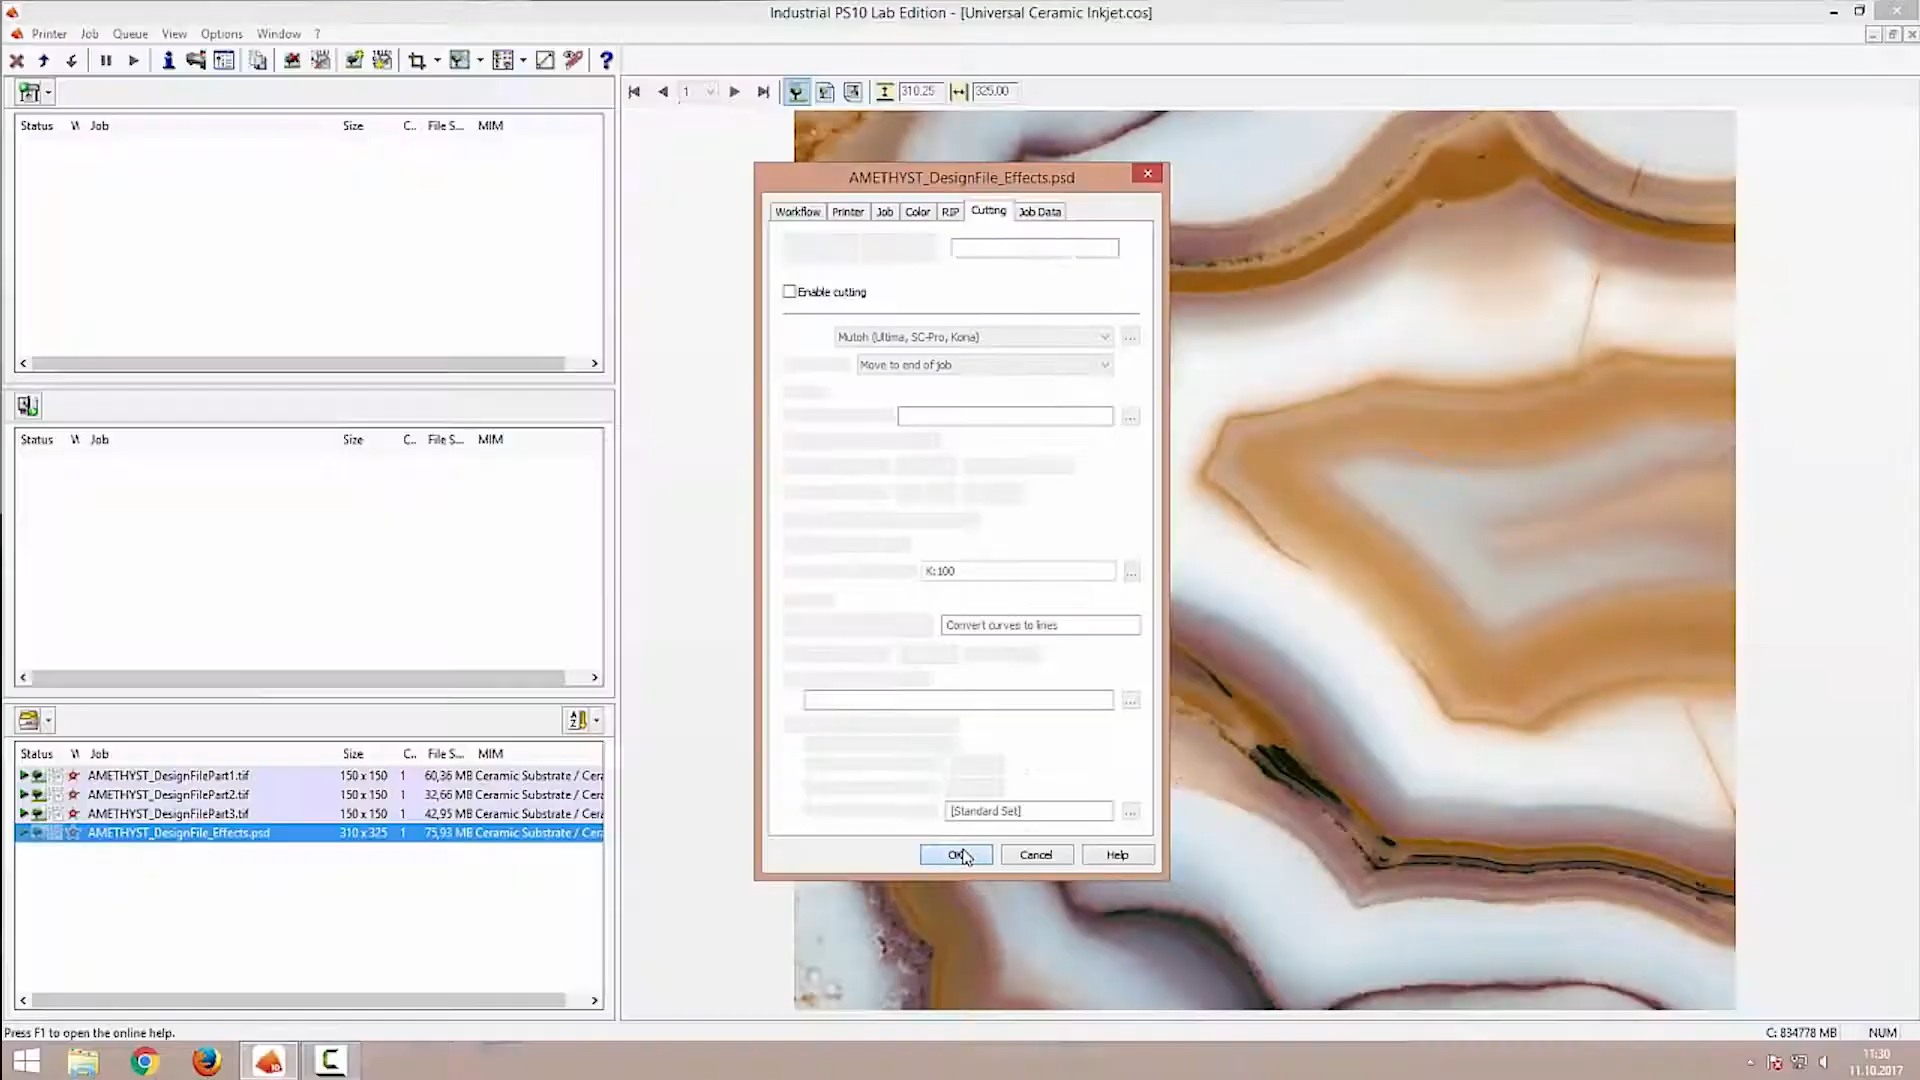 Industrial PS10 Lab Edition - [Universal Ceramic Inkjet.cos]
Printer Job Queue View Options Window ?
1 310.25 325.00
Status Job Size C.. File S... MIM
Status Job Size C.. File S... MIM
Status Job Size C.. File S... MIM
AMETHYST_DesignFilePart1.tif 150 x 150 1 60,36 MB Ceramic Substrate / Cera
AMETHYST_DesignFilePart2.tif 150 x 150 1 32,66 MB Ceramic Substrate / Cera
AMETHYST_DesignFilePart3.tif 150 x 150 1 42,95 MB Ceramic Substrate / Cera
AMETHYST_DesignFile_Effects.psd 310 x 325 1 75,93 MB Ceramic Substrate / Cera
AMETHYST_DesignFile_Effects.psd
Workflow Printer Job Color RIP Cutting Job Data
Enable cutting
Mutoh (Ultima, SC-Pro, Kona) ...
Move to end of job
...
K:100 ...
Convert curves to lines
...
[Standard Set] ...
OK Cancel Help
Press F1 to open the online help.
C: 834778 MB NUM
11:30
11.10.2017